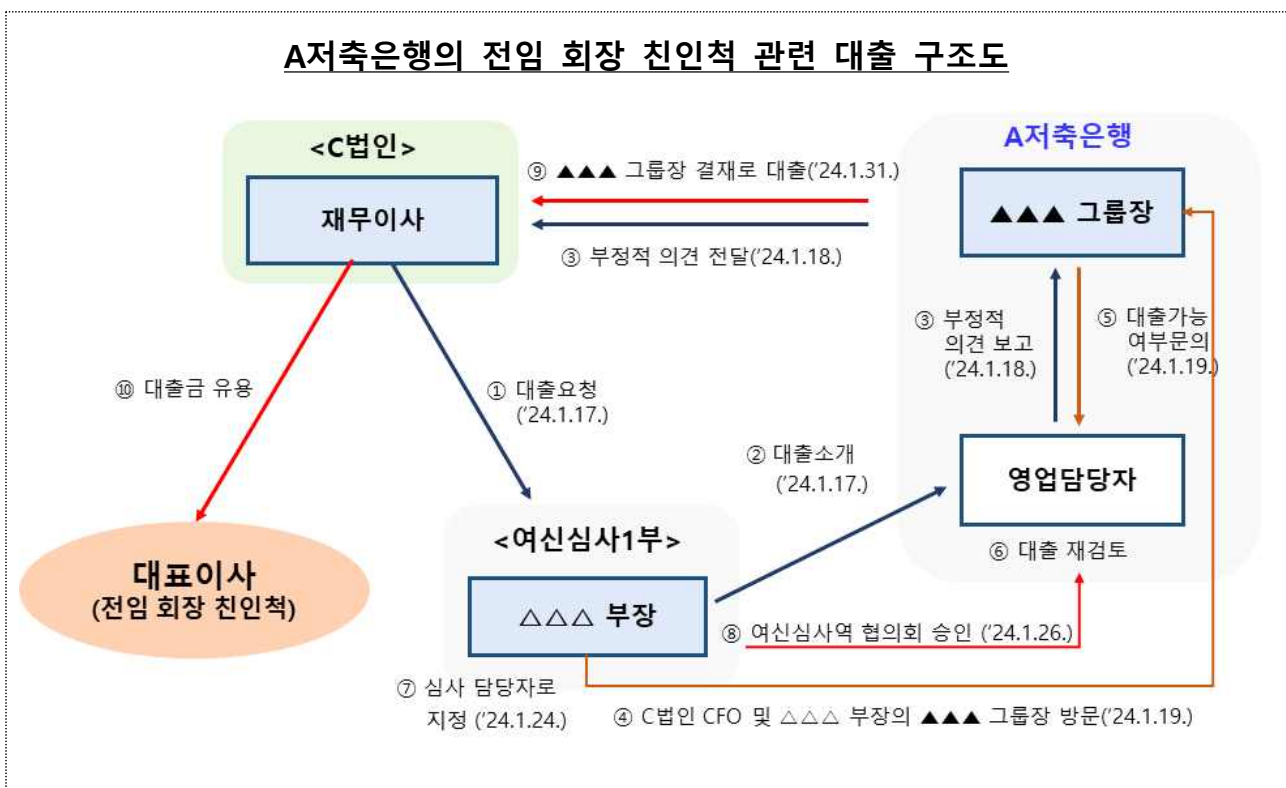 A저축은행의 전임 회장 친인척 관련 대출 구조도
<C법인>
재무이사
A저축은행
▲▲▲ 그룹장
⑨ ▲▲▲ 그룹장 결재로 대출('24.1.31.)
③ 부정적 의견 전달('24.1.18.)
③ 부정적
의견 보고
('24.1.18.)
⑤ 대출가능
여부문의
('24.1.19.)
⑩ 대출금 유용
① 대출요청
('24.1.17.)
② 대출소개
('24.1.17.)
영업담당자
⑥ 대출 재검토
대표이사
(전임 회장 친인척)
<여신심사1부>
△△△ 부장
⑧ 여신심사역 협의회 승인 ('24.1.26.)
⑦ 심사 담당자로
지정 ('24.1.24.)
④ C법인 CFO 및 △△△ 부장의 ▲▲▲ 그룹장 방문('24.1.19.)